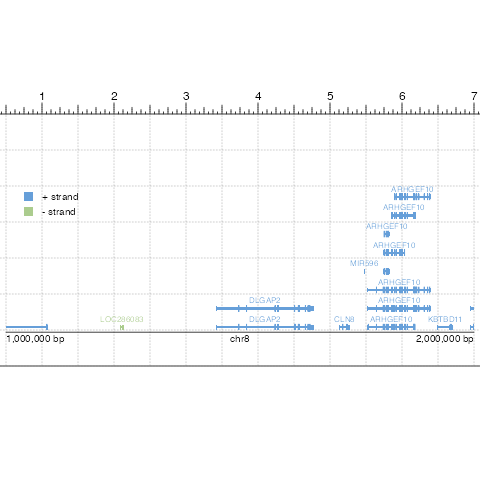 1 2 3 4 5 6 7
ARHGEF10
+ strand
ARHGEF10
- strand
ARHGEF10
ARHGEF10
MIR596
ARHGEF10
DLGAP2 ARHGEF10
LOC286083 DLGAP2 CLN8 ARHGEF10 KBTBD11
1,000,000 bp chr8 2,000,000 bp